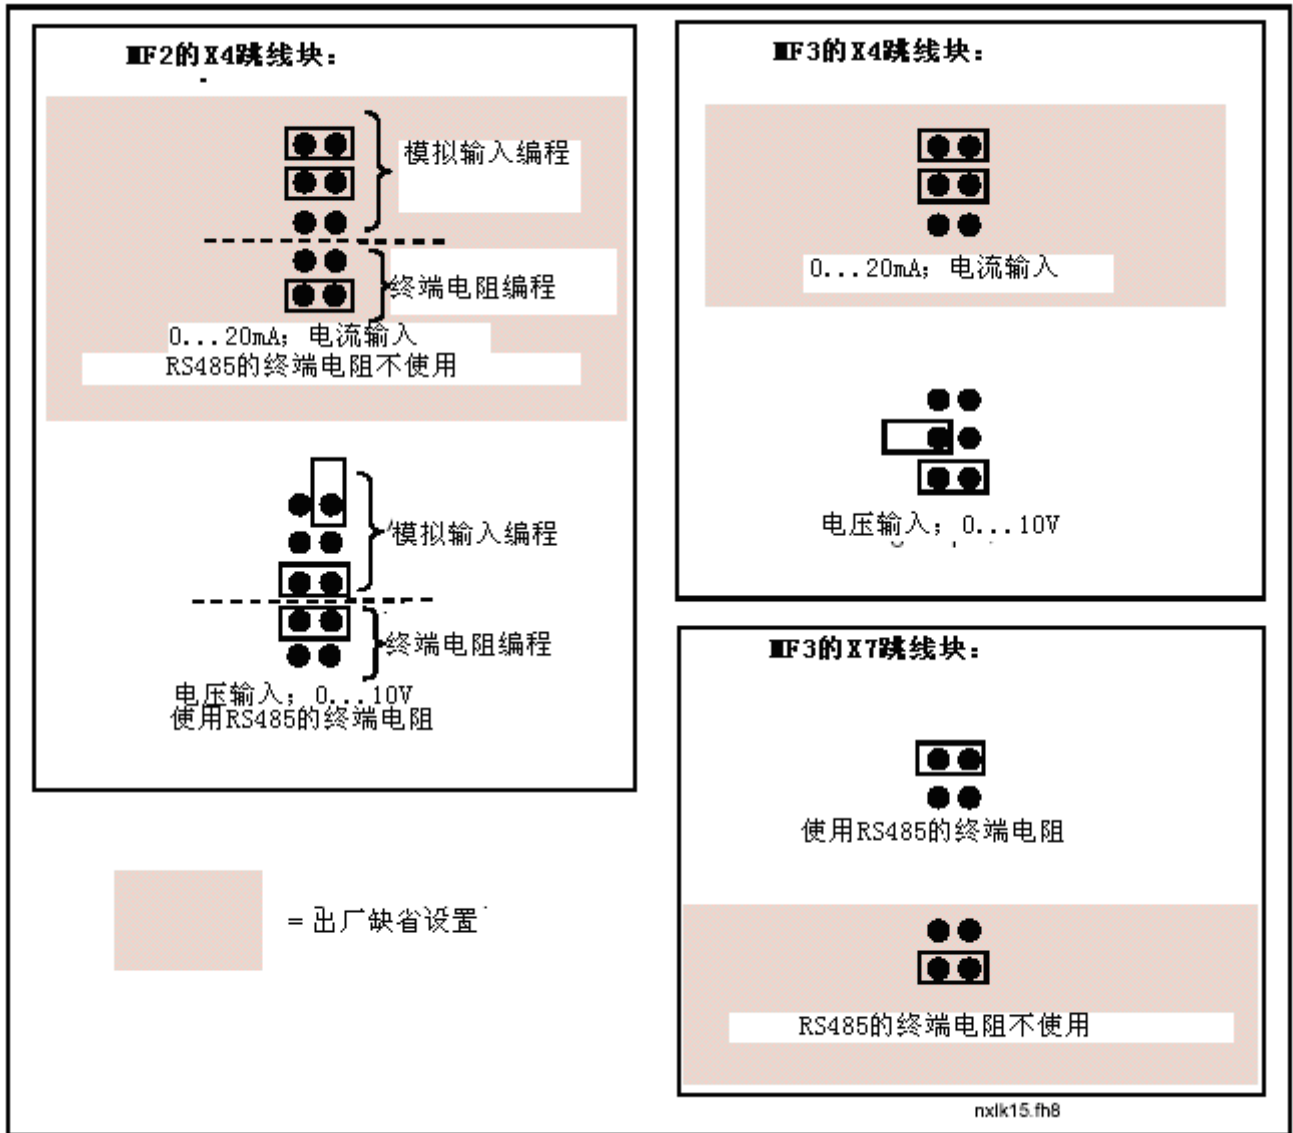 MF2的X4跳线块:
模拟输入编程
终端电阻编程
0...20mA; 电流输入
RS485的终端电阻不使用
模拟输入编程
终端电阻编程
电压输入; 0...10V
使用RS485的终端电阻
= 出厂缺省设置
MF3的X4跳线块:
0...20mA; 电流输入
电压输入; 0...10V
MF3的X7跳线块:
使用RS485的终端电阻
RS485的终端电阻不使用
nxlk15.fh8